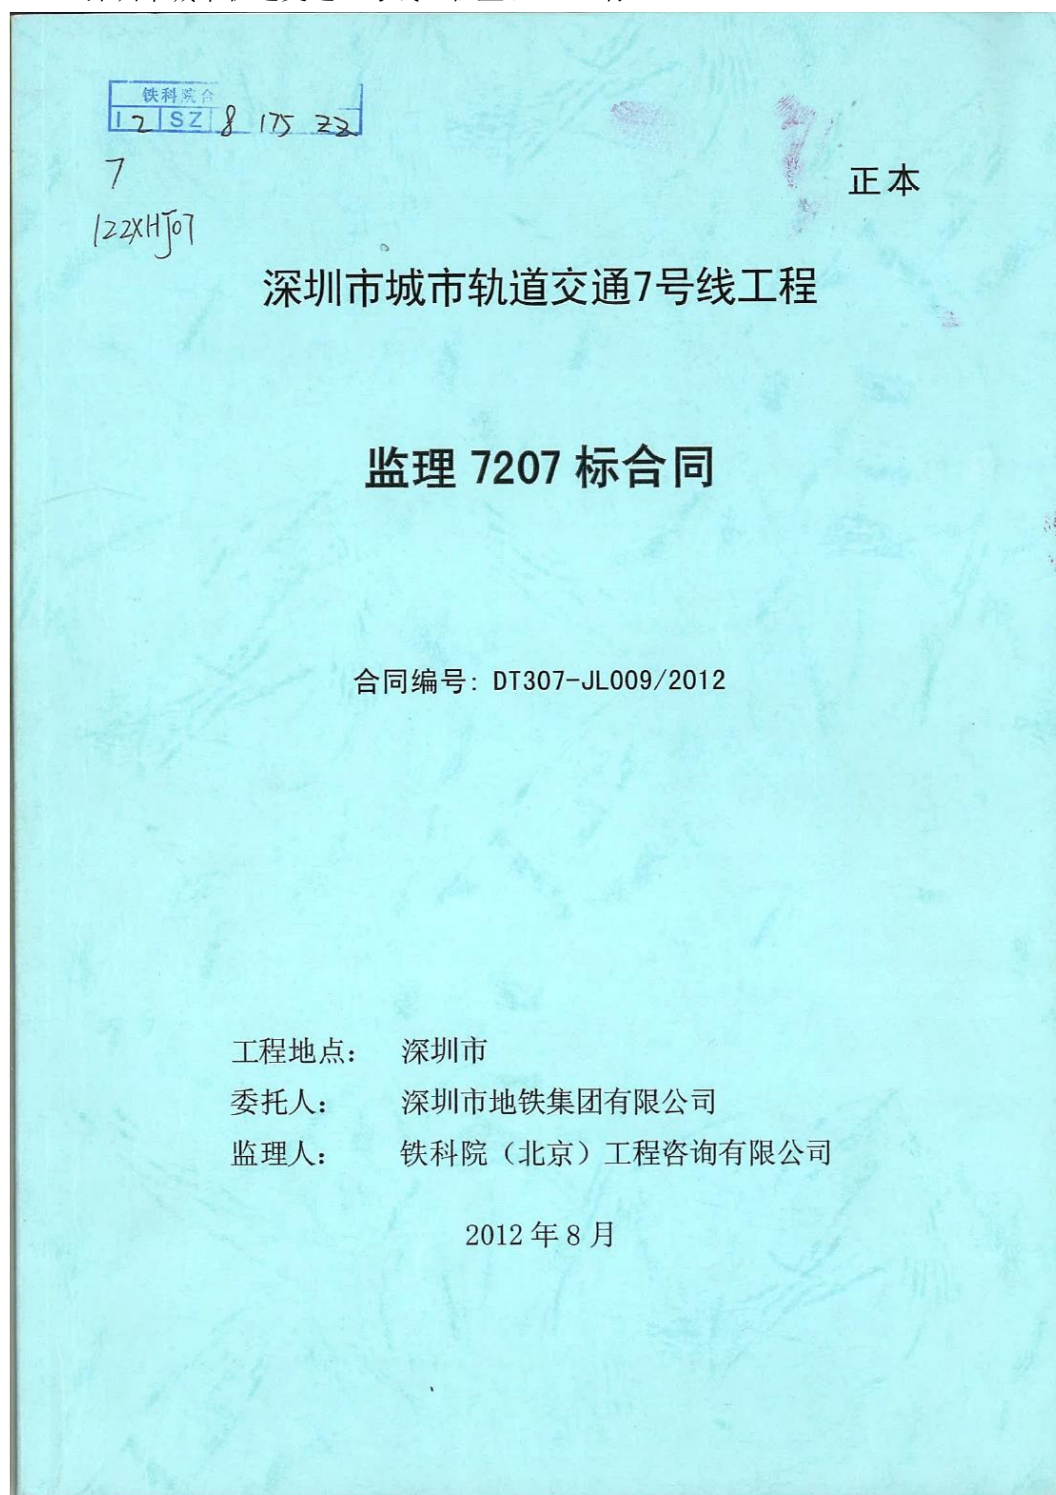 铁科院合
12 SZ 8 175 ZZ
7
122XHJ07
正本
深圳市城市轨道交通7号线工程
监理 7207 标合同
合同编号：DT307-JL009/2012
工程地点： 深圳市
委托人： 深圳市地铁集团有限公司
监理人： 铁科院（北京）工程咨询有限公司
2012 年 8 月